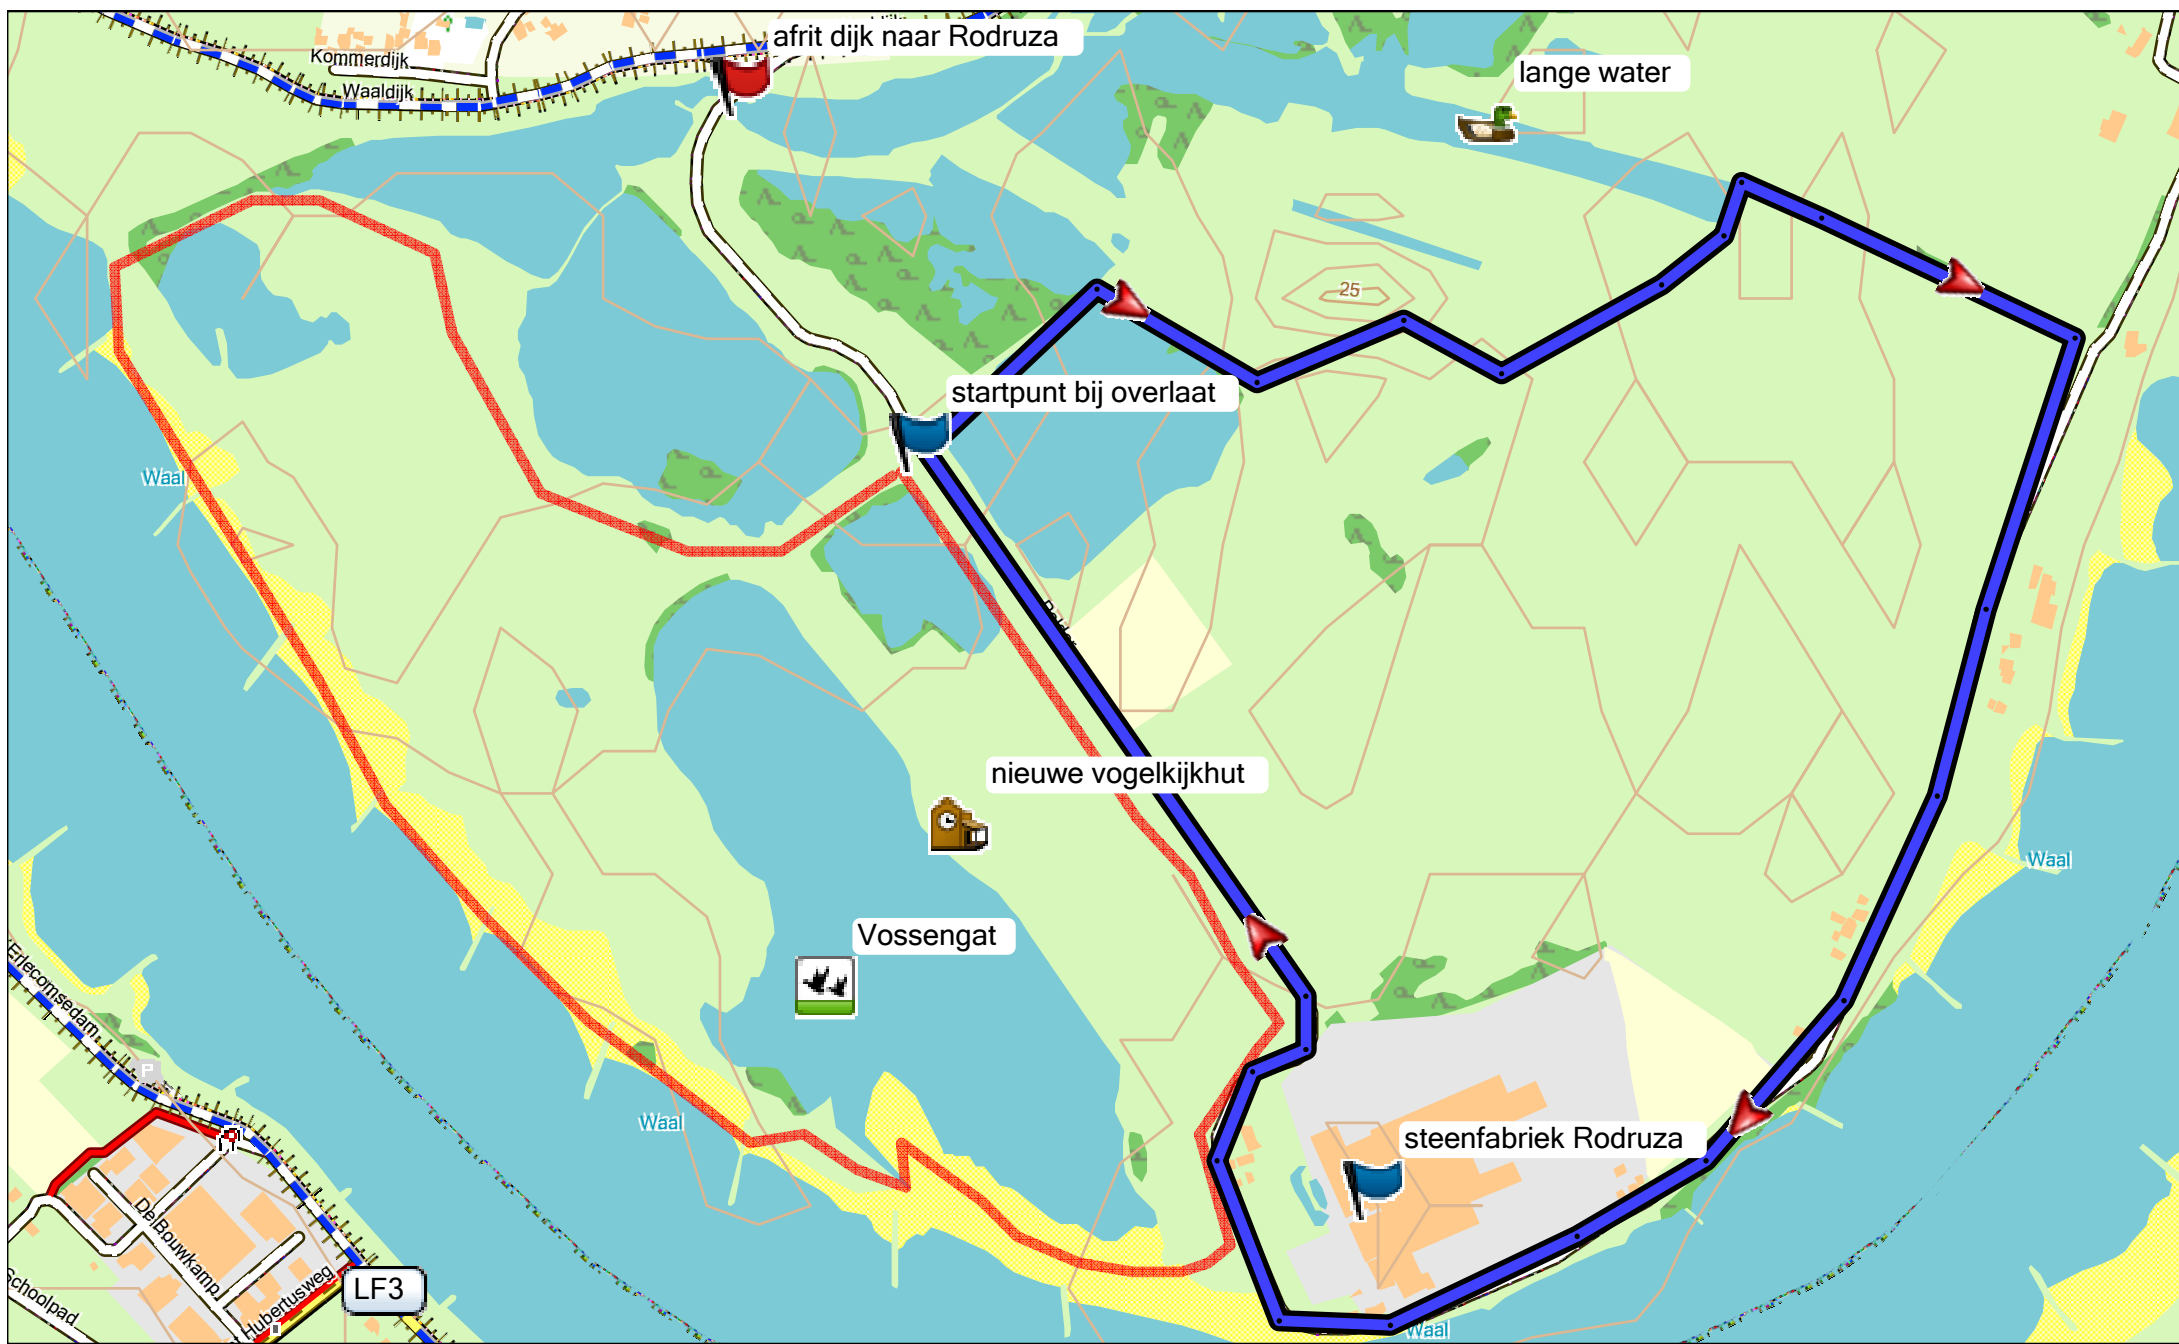 afrit dijk naar Rodruza
Kommerdijk
Waaldijk
lange water
25
startpunt bij overlaat
Waal
nieuwe vogelkijkhut
Waal
Vossengat
Erlecomsedam
P
Waal
steenfabriek Rodruza
De Bouwkamp
LF3
Schoolpad
Hubertusweg
Waal